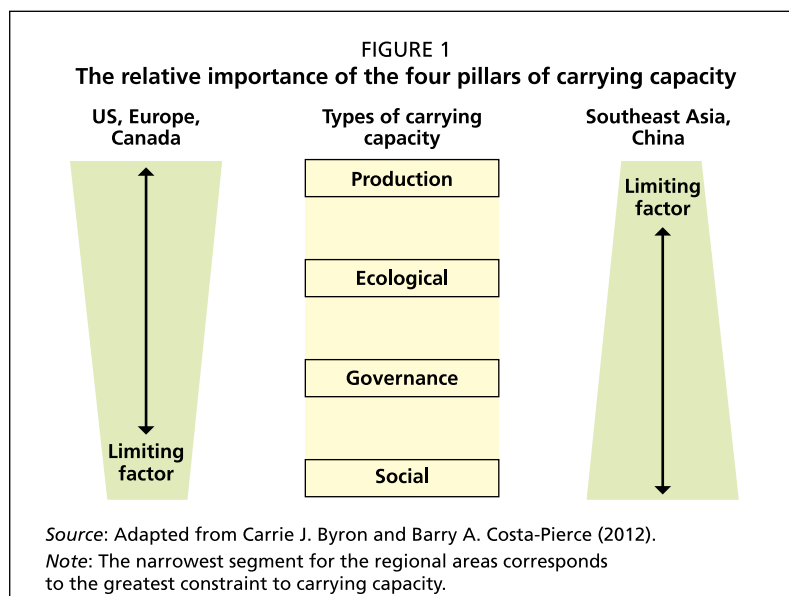 FIGURE 1
The relative importance of the four pillars of carrying capacity
US, Europe,
Canada
Types of carrying
capacity
Southeast Asia,
China
Production
Limiting
factor
Ecological
Governance
Limiting
factor
Social
Source: Adapted from Carrie J. Byron and Barry A. Costa-Pierce (2012).
Note: The narrowest segment for the regional areas corresponds
to the greatest constraint to carrying capacity.